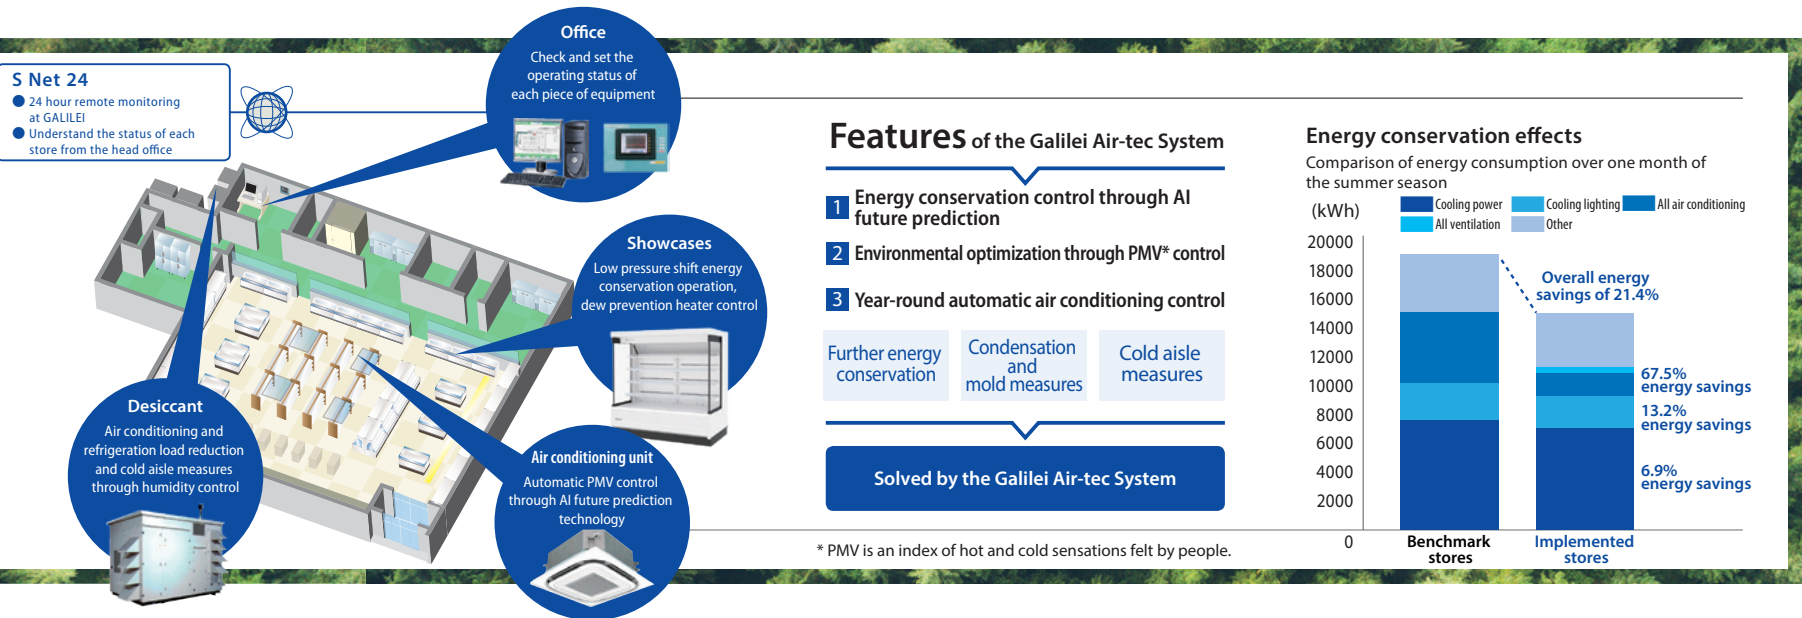 Office
Check and set the
operating status of
each piece of equipment
S Net 24
● 24 hour remote monitoring
at GALILEI
● Understand the status of each
store from the head office
Showcases
Low pressure shift energy
conservation operation,
dew prevention heater control
Desiccant
Air conditioning and
refrigeration load reduction
and cold aisle measures
through humidity control
Air conditioning unit
Automatic PMV control
through AI future prediction
technology
Features of the Galilei Air-tec System
1 Energy conservation control through AI
future prediction
2 Environmental optimization through PMV* control
3 Year-round automatic air conditioning control
Further energy
conservation
Condensation
and
mold measures
Cold aisle
measures
Solved by the Galilei Air-tec System
* PMV is an index of hot and cold sensations felt by people.
Energy conservation effects
Comparison of energy consumption over one month of
the summer season
(kWh)
Cooling power
Cooling lighting
All air conditioning
All ventilation
Other
20000
18000
16000
14000
12000
10000
8000
6000
4000
2000
0
Overall energy
savings of 21.4%
67.5%
energy savings
13.2%
energy savings
6.9%
energy savings
Benchmark
stores
Implemented
stores